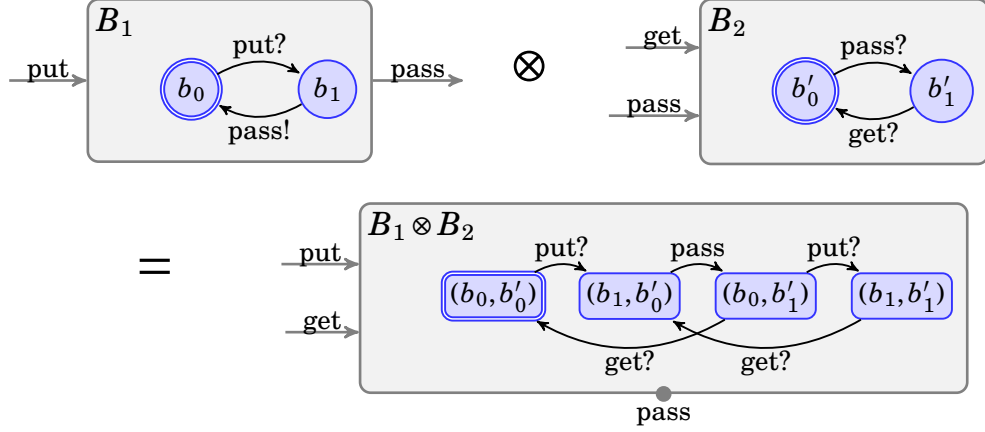 B₁
put?
put
b₀
b₁
pass
pass!
⊗
B₂
get
pass?
pass
b′₀
b′₁
get?
=
B₁ ⊗ B₂
put
put?
pass
put?
(b₀, b′₀)
(b₁, b′₀)
(b₀, b′₁)
(b₁, b′₁)
get
get?
get?
pass